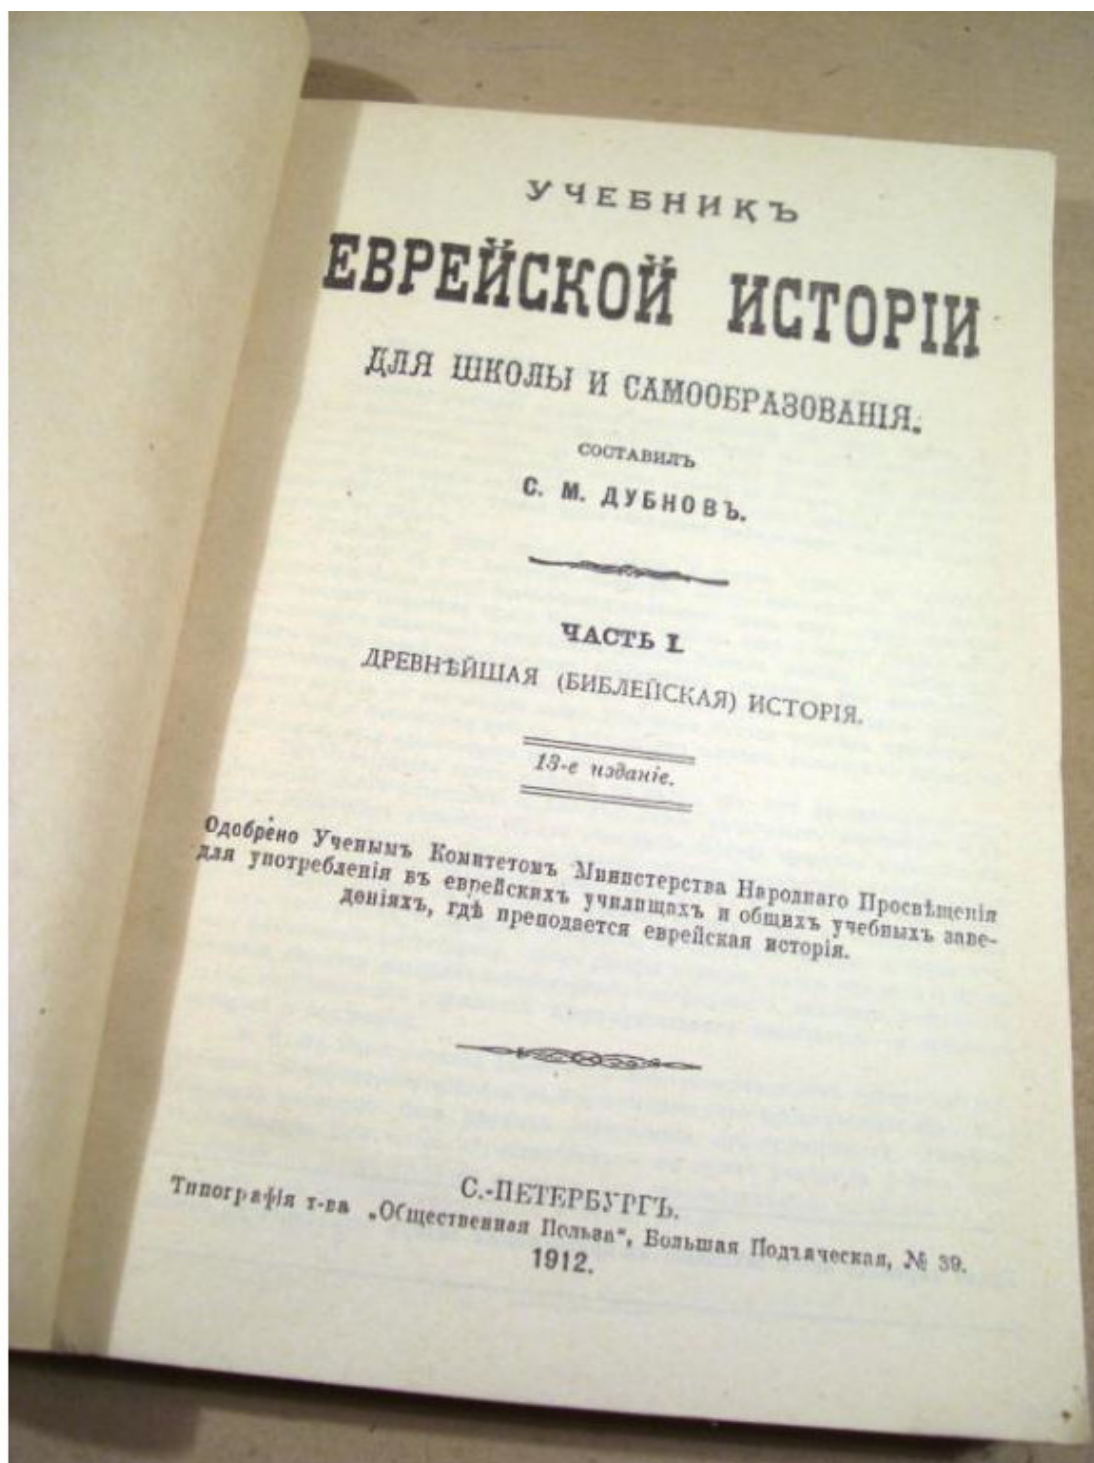 УЧЕБНИКЪ
ЕВРЕЙСКОЙ ИСТОРІИ
ДЛЯ ШКОЛЫ И САМООБРАЗОВАНІЯ.
СОСТАВИЛЪ
С. М. ДУБНОВЪ.
ЧАСТЬ I.
ДРЕВНѢЙШАЯ (БИБЛЕЙСКАЯ) ИСТОРІЯ.
13-е изданіе.
Одобрено Ученымъ Комитетомъ Министерства Народнаго Просвѣщенія
для употребленія въ еврейскихъ училищахъ и общихъ учебныхъ заве-
деніяхъ, гдѣ преподается еврейская исторія.
С.-ПЕТЕРБУРГЪ.
Типографія т-ва „Общественная Польза“, Большая Подъяческая, № 39.
1912.